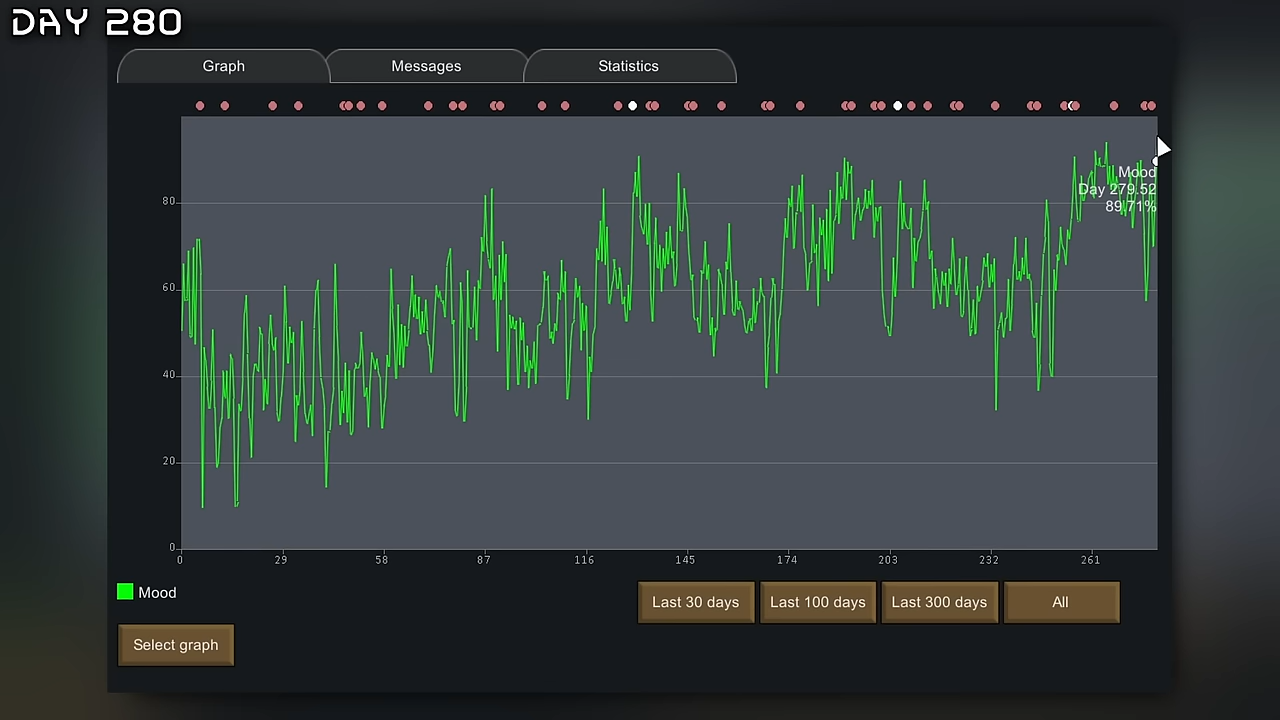 DAY 280
Graph
Messages
Statistics
Mood
Day 279.52
89.71%
80
60
40
20
0
0
29
58
87
116
145
174
203
232
261
Mood
Last 30 days
Last 100 days
Last 300 days
All
Select graph